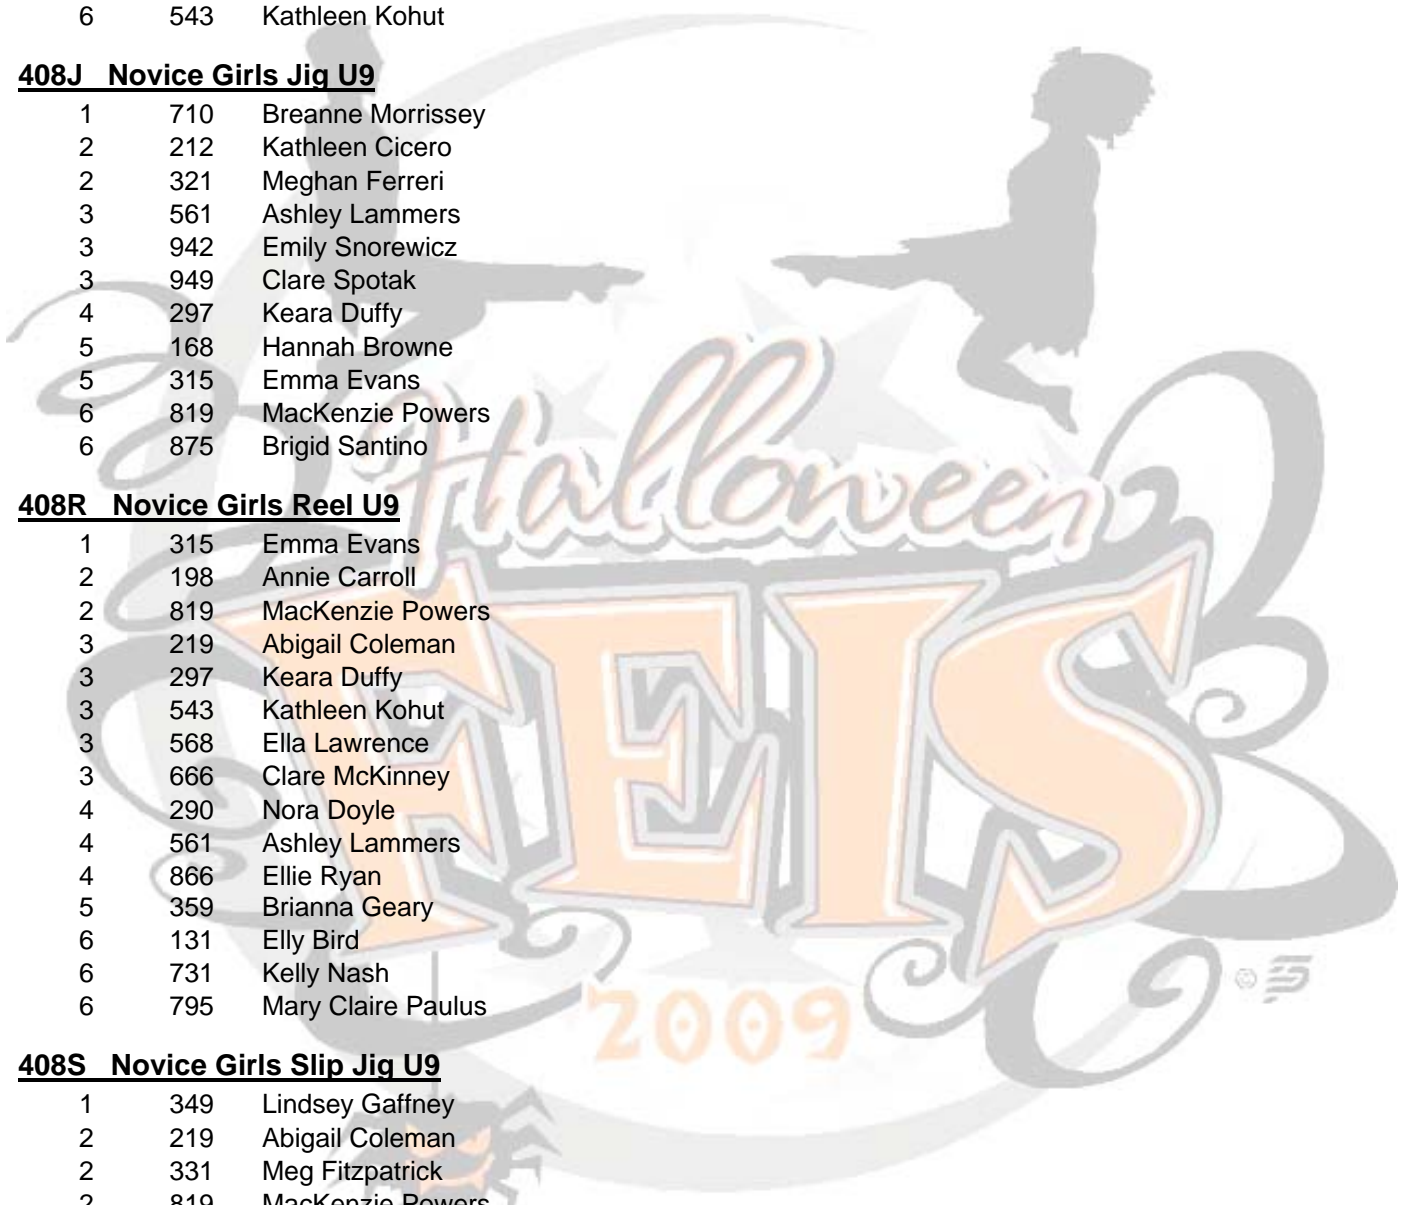 6 543 Kathleen Kohut
408J Novice Girls Jig U9
1 710 Breanne Morrissey
2 212 Kathleen Cicero
2 321 Meghan Ferreri
3 561 Ashley Lammers
3 942 Emily Snorewicz
3 949 Clare Spotak
4 297 Keara Duffy
5 168 Hannah Browne
5 315 Emma Evans
6 819 MacKenzie Powers
6 875 Brigid Santino
408R Novice Girls Reel U9
1 315 Emma Evans
2 198 Annie Carroll
2 819 MacKenzie Powers
3 219 Abigail Coleman
3 297 Keara Duffy
3 543 Kathleen Kohut
3 568 Ella Lawrence
3 666 Clare McKinney
4 290 Nora Doyle
4 561 Ashley Lammers
4 866 Ellie Ryan
5 359 Brianna Geary
6 131 Elly Bird
6 731 Kelly Nash
6 795 Mary Claire Paulus
408S Novice Girls Slip Jig U9
1 349 Lindsey Gaffney
2 219 Abigail Coleman
2 331 Meg Fitzpatrick
2 819 MacKenzie Powers
Halloween
FEIS
2009
©